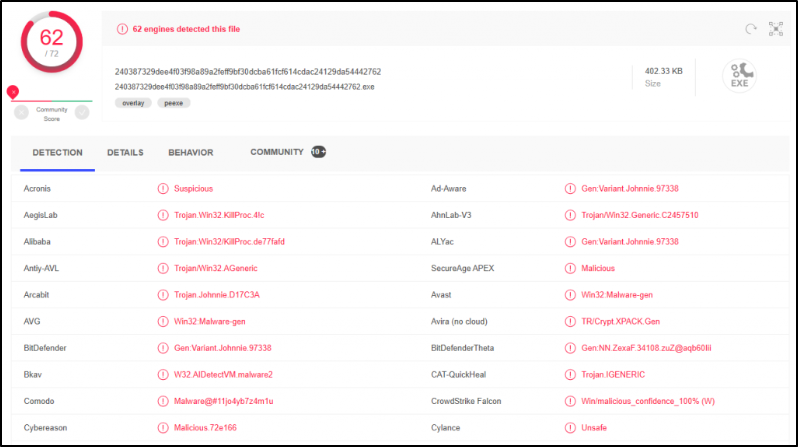 62
/ 72
62 engines detected this file
240387329dee4f03f98a89a2feff9bf30dcba61fcf614cdac24129da54442762
240387329dee4f03f98a89a2feff9bf30dcba61fcf614cdac24129da54442762.exe
overlay peexe
402.33 KB
Size
EXE
Community
Score
DETECTION DETAILS BEHAVIOR COMMUNITY 10+
Acronis Suspicious Ad-Aware Gen:Variant.Johnnie.97338
AegisLab Trojan.Win32.KillProc.4!c AhnLab-V3 Trojan/Win32.Generic.C2457510
Alibaba Trojan:Win32/KillProc.de77fafd ALYac Gen:Variant.Johnnie.97338
Antiy-AVL Trojan/Win32.AGeneric SecureAge APEX Malicious
Arcabit Trojan.Johnnie.D17C3A Avast Win32:Malware-gen
AVG Win32:Malware-gen Avira (no cloud) TR/Crypt.XPACK.Gen
BitDefender Gen:Variant.Johnnie.97338 BitDefenderTheta Gen:NN.ZexaF.34108.zuZ@aqb60Iii
Bkav W32.AIDetectVM.malware2 CAT-QuickHeal Trojan.IGENERIC
Comodo Malware@#11jo4yb7z4m1u CrowdStrike Falcon Win/malicious_confidence_100% (W)
Cybereason Malicious.72e166 Cylance Unsafe